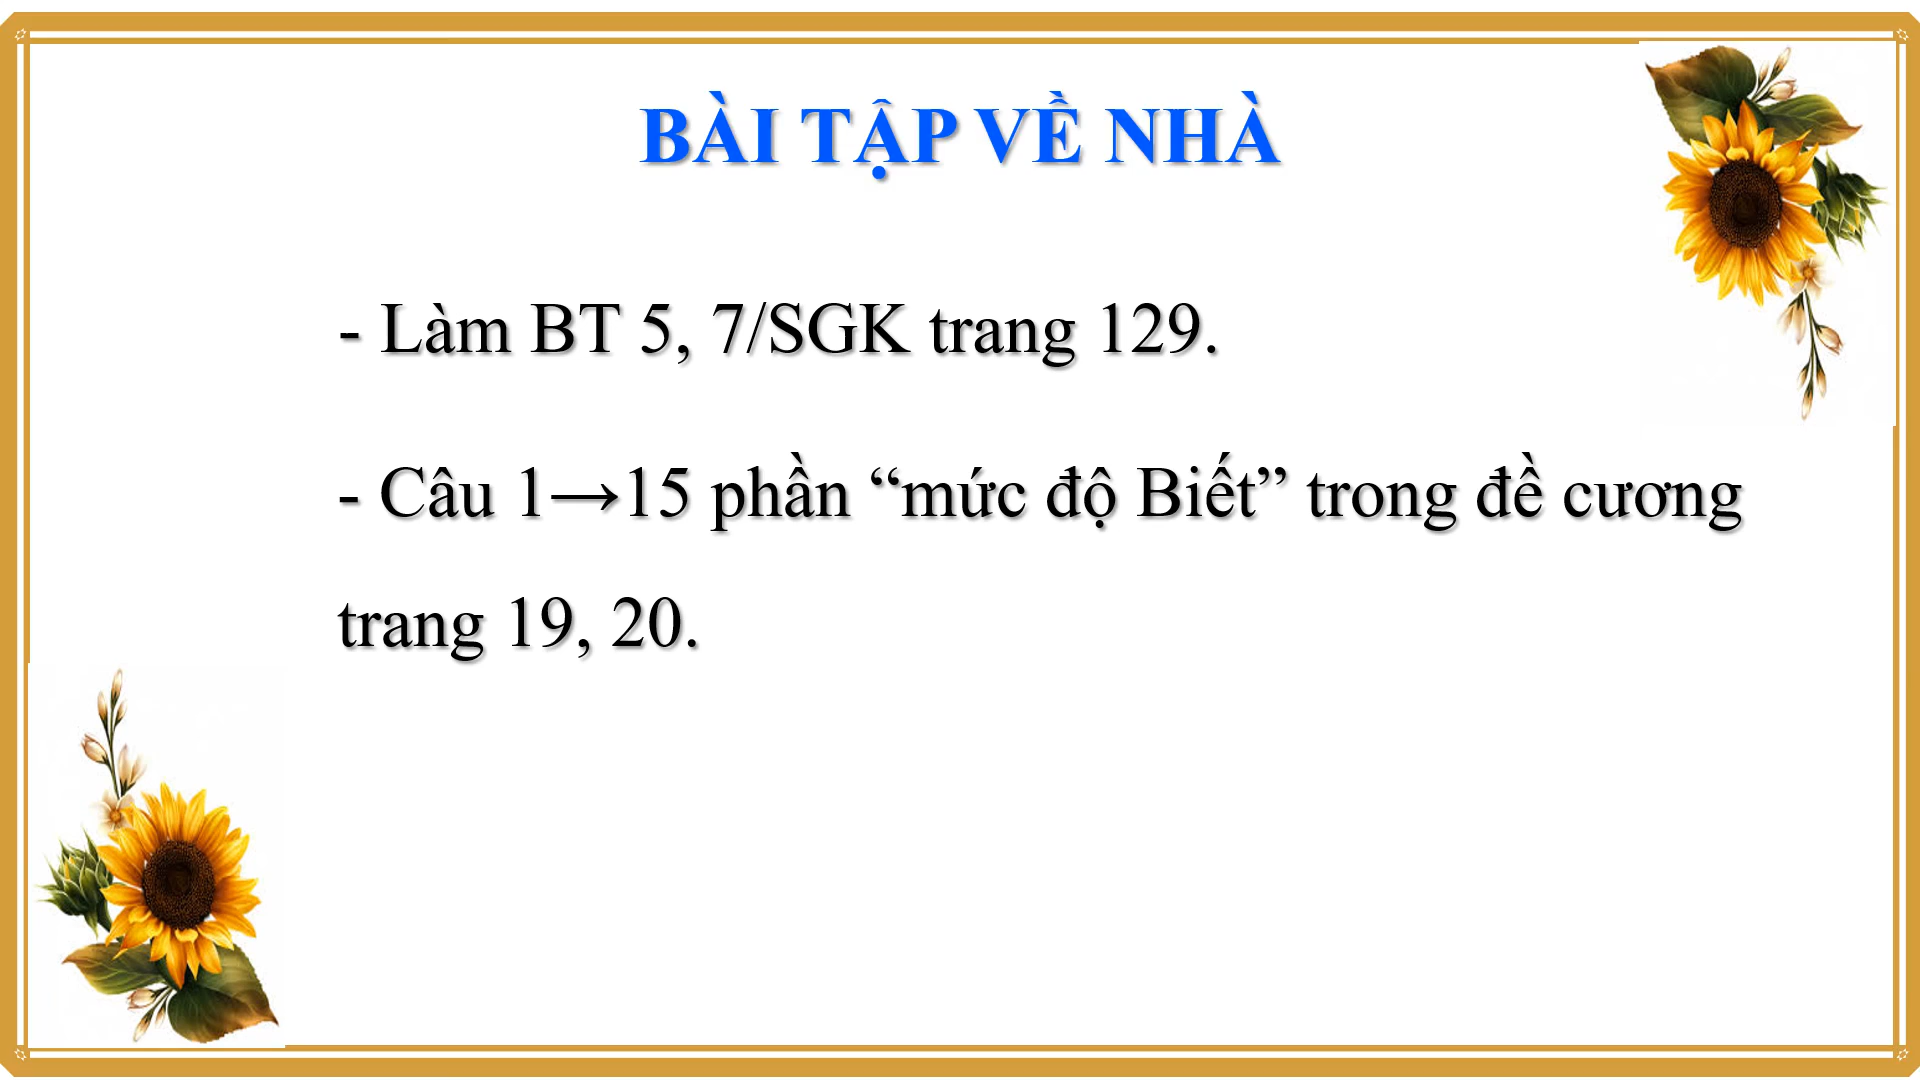 BÀI TẬP VỀ NHÀ
- Làm BT 5, 7/SGK trang 129.
- Câu 1→15 phần “mức độ Biết” trong đề cương
trang 19, 20.